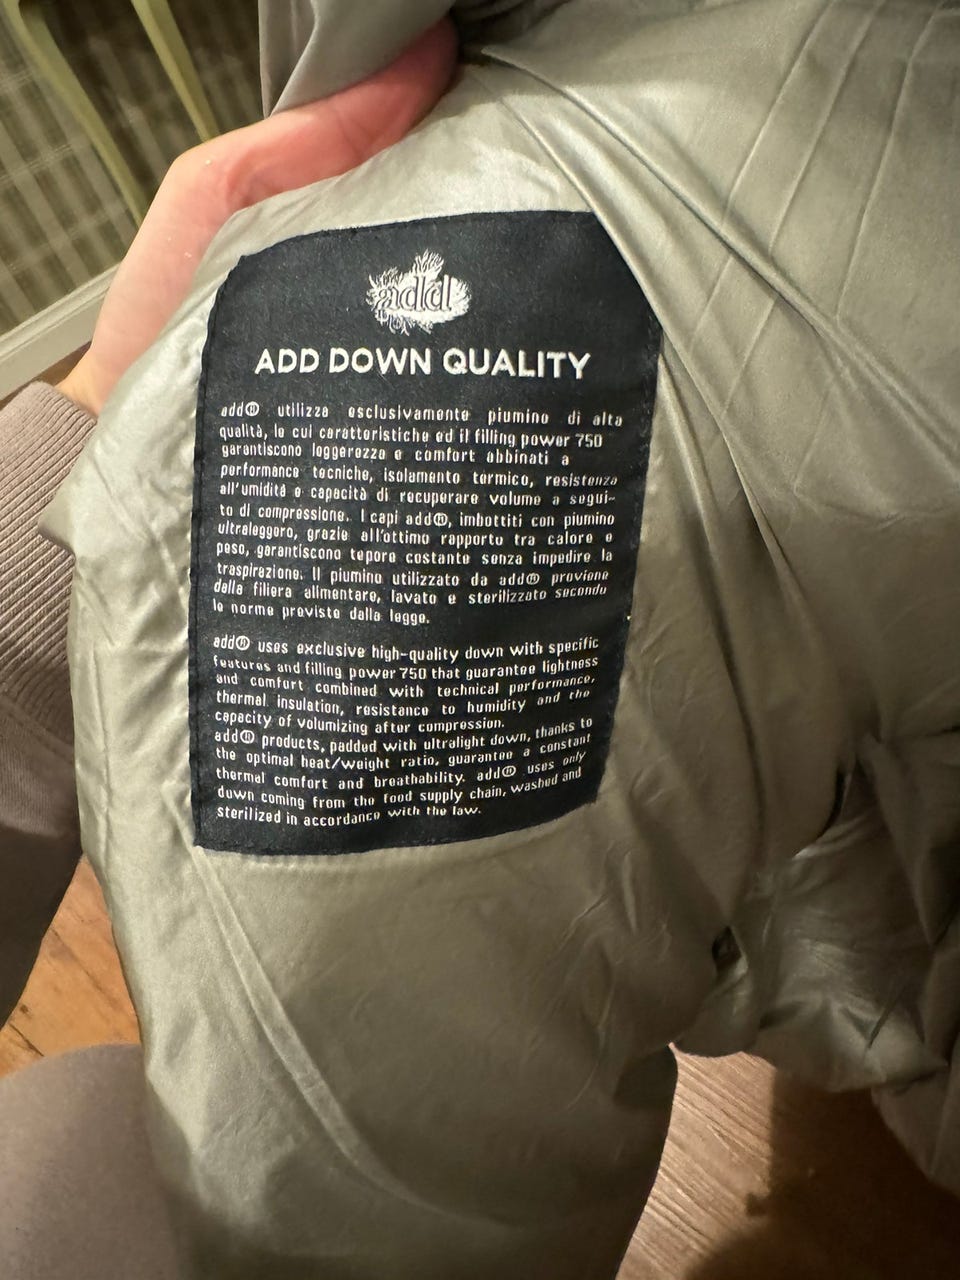 add
ADD DOWN QUALITY
add® utilizza esclusivamente piumino di alta
qualità, le cui caratteristiche ed il filling power 750
garantiscono leggerezza e comfort abbinati a
performance tecniche, isolamento termico, resistenza
all'umidità e capacità di recuperare volume a segui-
to di compressione. I capi add®, imbottiti con piumino
ultraleggero, grazie all'ottimo rapporto tra calore e
peso, garantiscono tepore costante senza impedire la
traspirazione. Il piumino utilizzato da add® proviene
dalla filiera alimentare, lavato e sterilizzato secondo
le norme previste dalla legge.
add® uses exclusive high-quality down with specific
features and filling power 750 that guarantee lightness
and comfort combined with technical performance,
thermal insulation, resistance to humidity and the
capacity of volumizing after compression.
add® products, padded with ultralight down, thanks to
the optimal heat/weight ratio, guarantee a constant
thermal comfort and breathability. add® uses only
down coming from the food supply chain, washed and
sterilized in accordance with the law.